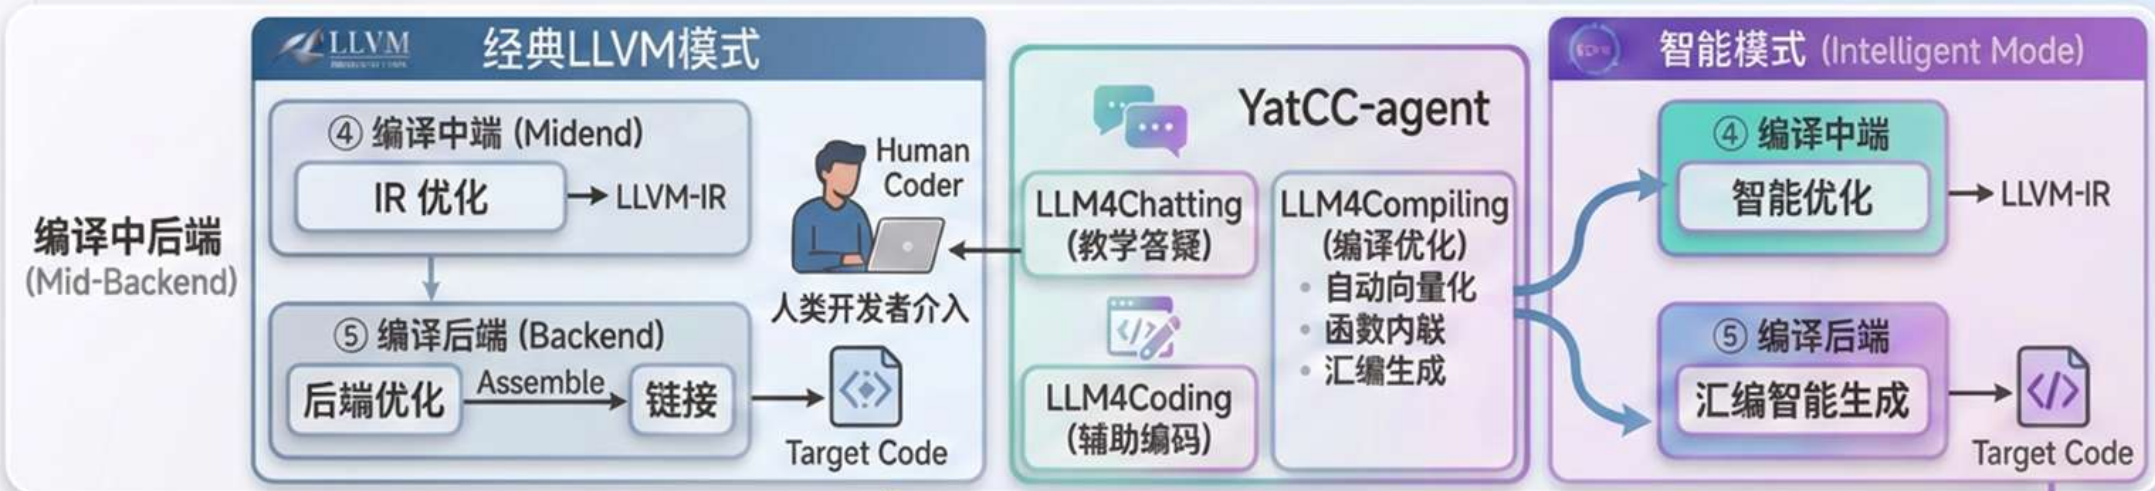 编译中后端
(Mid-Backend)
LLVM
经典LLVM模式
④ 编译中端 (Midend)
IR 优化
LLVM-IR
⑤ 编译后端 (Backend)
后端优化
Assemble
链接
Human
Coder
人类开发者介入
Target Code
YatCC-agent
LLM4Chatting
(教学答疑)
LLM4Coding
(辅助编码)
LLM4Compiling
(编译优化)
• 自动向量化
• 函数内联
• 汇编生成
智能模式 (Intelligent Mode)
④ 编译中端
智能优化
LLVM-IR
⑤ 编译后端
汇编智能生成
Target Code